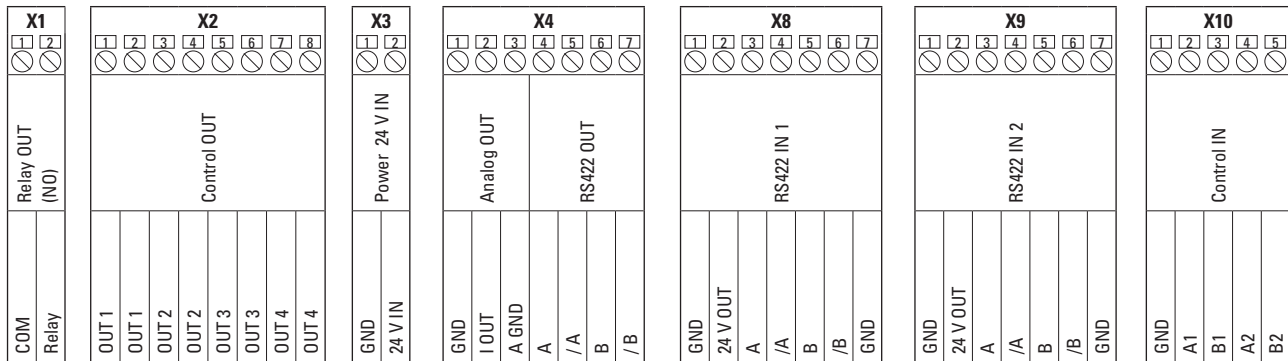 X1
1 2
Relay OUT
(NO)
COM
Relay
X2
1 2 3 4 5 6 7 8
Control OUT
OUT 1
OUT 1
OUT 2
OUT 2
OUT 3
OUT 3
OUT 4
OUT 4
X3
1 2
Power 24 V IN
GND
24 V IN
X4
1 2 3 4 5 6 7
Analog OUT
RS422 OUT
GND
I OUT
A GND
A
/ A
B
/ B
X8
1 2 3 4 5 6 7
RS422 IN 1
GND
24 V OUT
A
/A
B
/B
GND
X9
1 2 3 4 5 6 7
RS422 IN 2
GND
24 V OUT
A
/A
B
/B
GND
X10
1 2 3 4 5
Control IN
GND
A1
B1
A2
B2